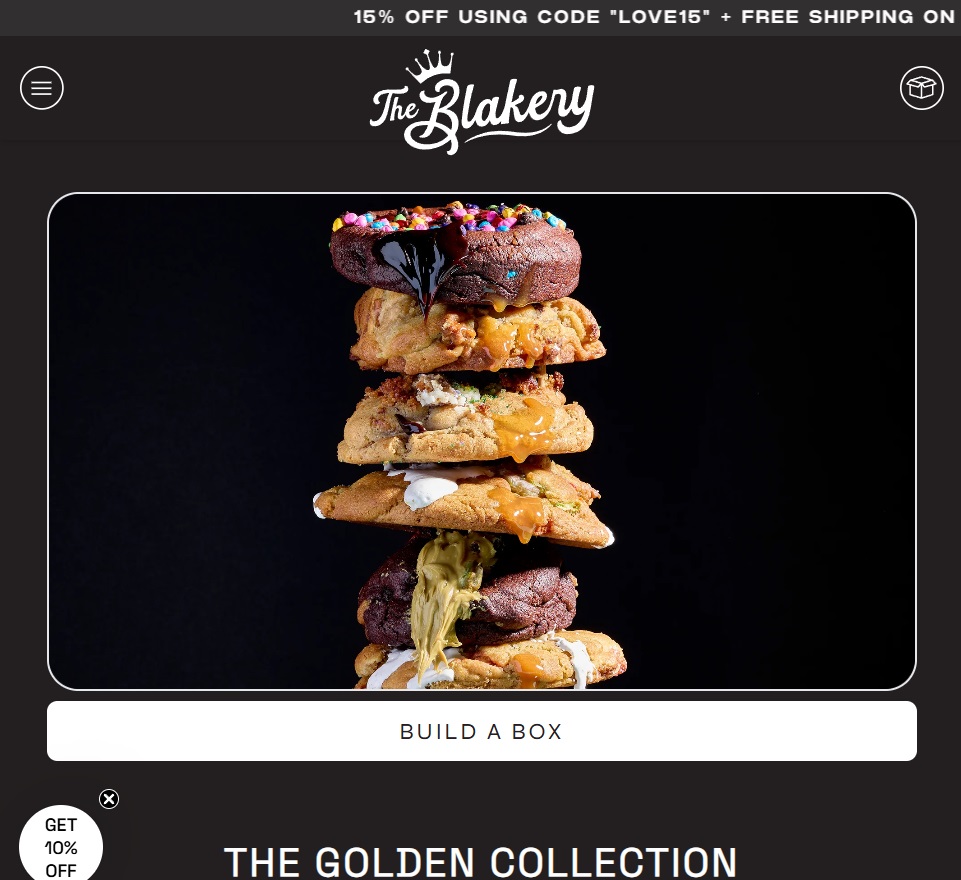 15% OFF USING CODE "LOVE15" + FREE SHIPPING ON
The Blakery
BUILD A BOX
GET
10%
OFF
THE GOLDEN COLLECTION